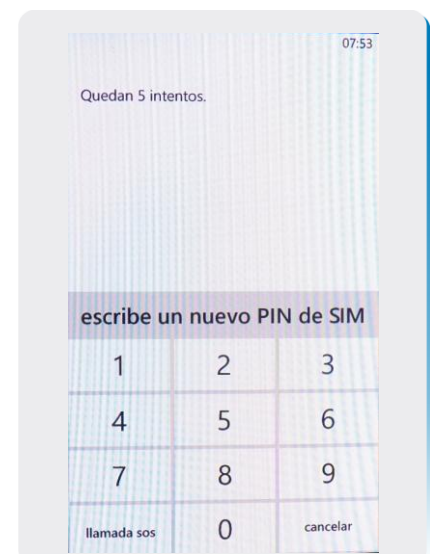 07:53
Quedan 5 intentos.
escribe un nuevo PIN de SIM
1 2 3
4 5 6
7 8 9
llamada sos 0 cancelar